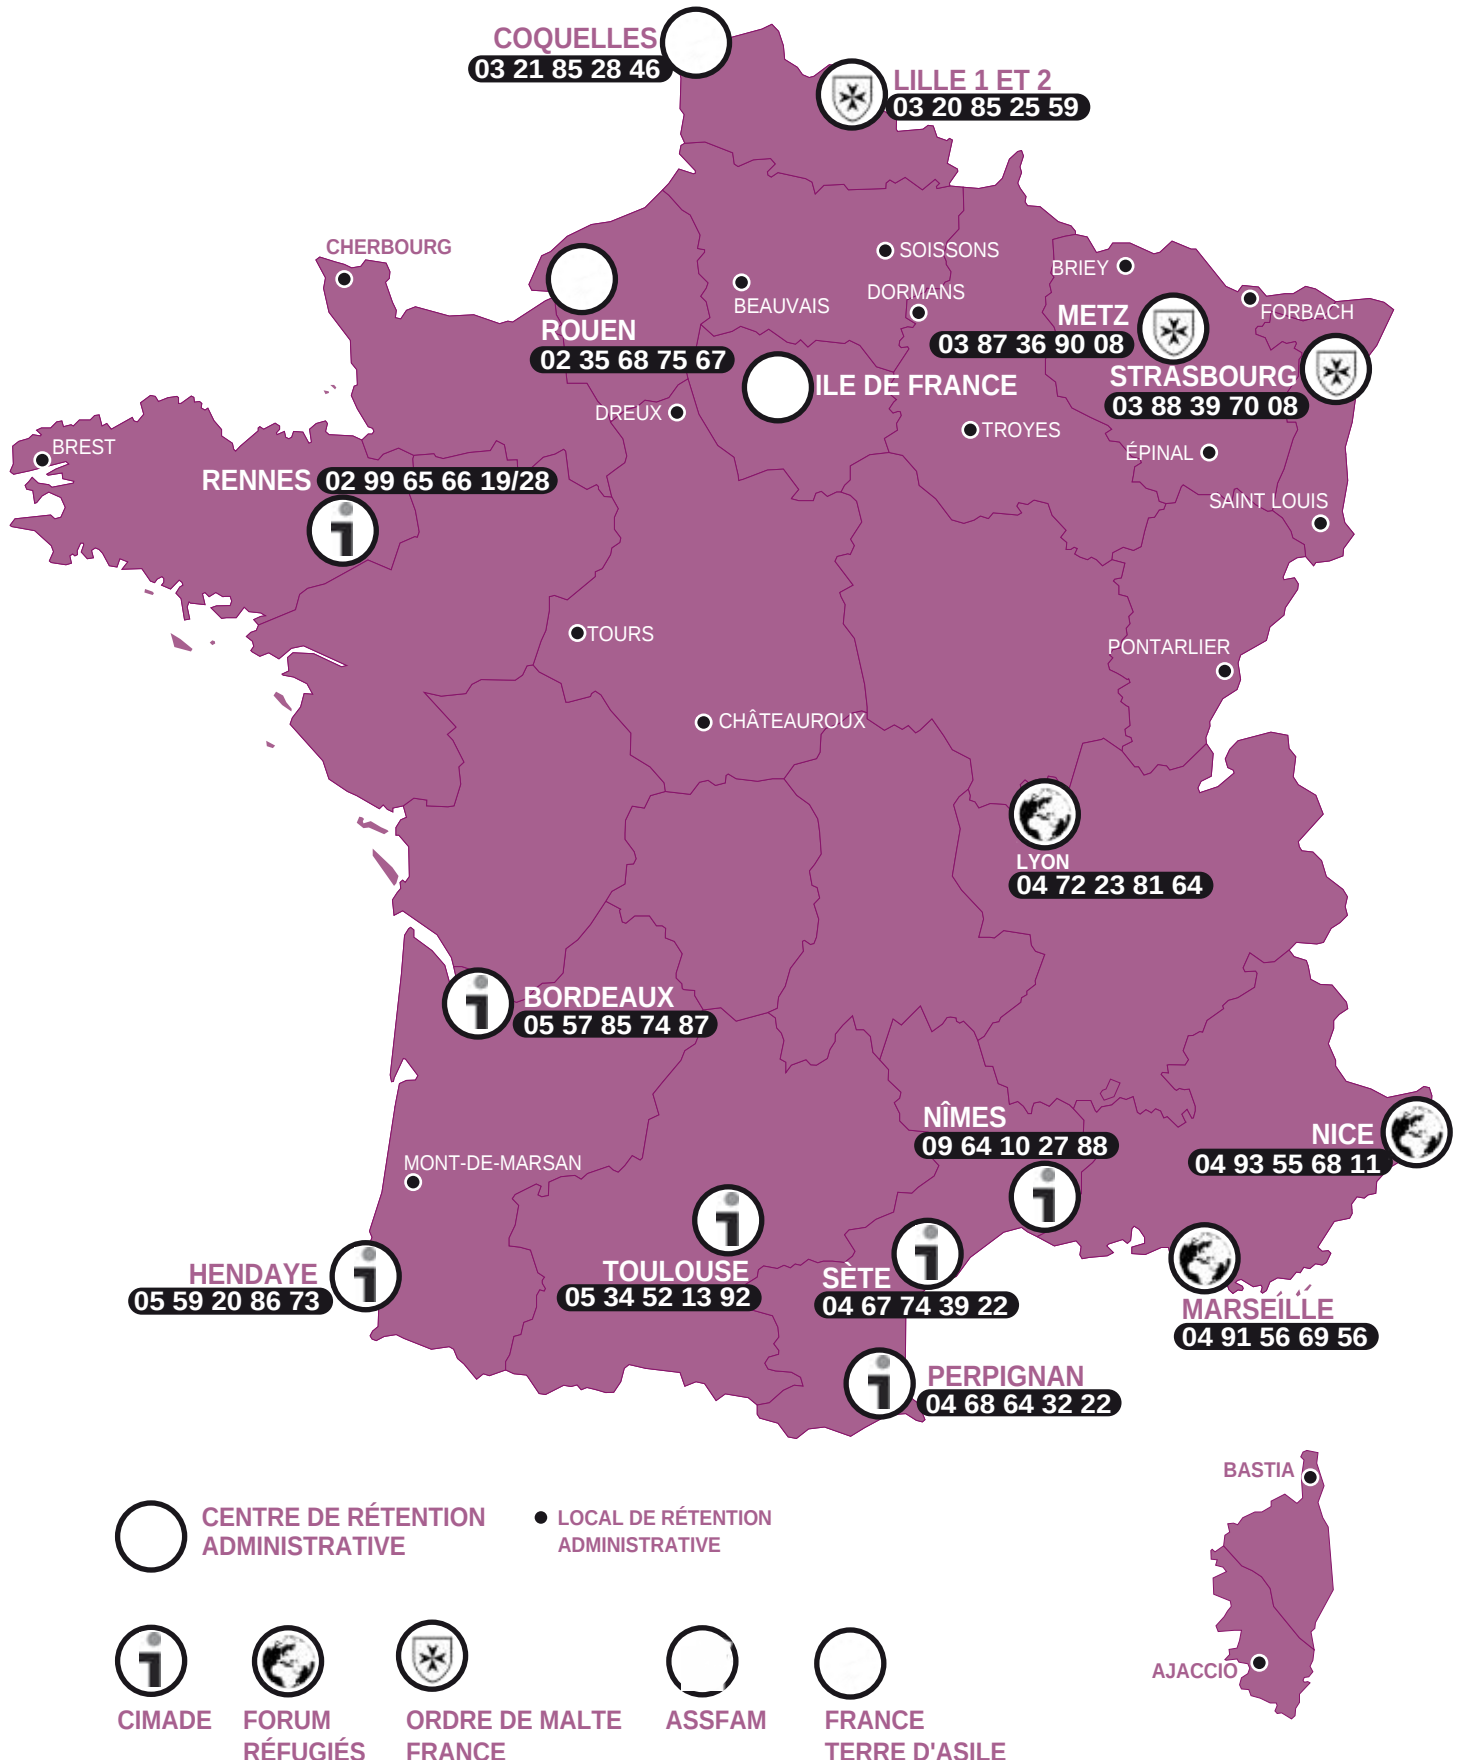 COQUELLES
03 21 85 28 46
LILLE 1 ET 2
03 20 85 25 59
CHERBOURG
SOISSONS
BRIEY
BEAUVAIS
DORMANS
FORBACH
ROUEN
02 35 68 75 67
METZ
03 87 36 90 08
STRASBOURG
03 88 39 70 08
ILE DE FRANCE
DREUX
TROYES
BREST
ÉPINAL
RENNES 02 99 65 66 19/28
SAINT LOUIS
TOURS
PONTARLIER
CHÂTEAUROUX
LYON
04 72 23 81 64
BORDEAUX
05 57 85 74 87
NÎMES
09 64 10 27 88
NICE
04 93 55 68 11
MONT-DE-MARSAN
HENDAYE
05 59 20 86 73
TOULOUSE
05 34 52 13 92
SÈTE
04 67 74 39 22
MARSEILLE
04 91 56 69 56
PERPIGNAN
04 68 64 32 22
BASTIA
AJACCIO
CENTRE DE RÉTENTION
ADMINISTRATIVE
LOCAL DE RÉTENTION
ADMINISTRATIVE
CIMADE
FORUM
RÉFUGIÉS
ORDRE DE MALTE
FRANCE
ASSFAM
FRANCE
TERRE D'ASILE